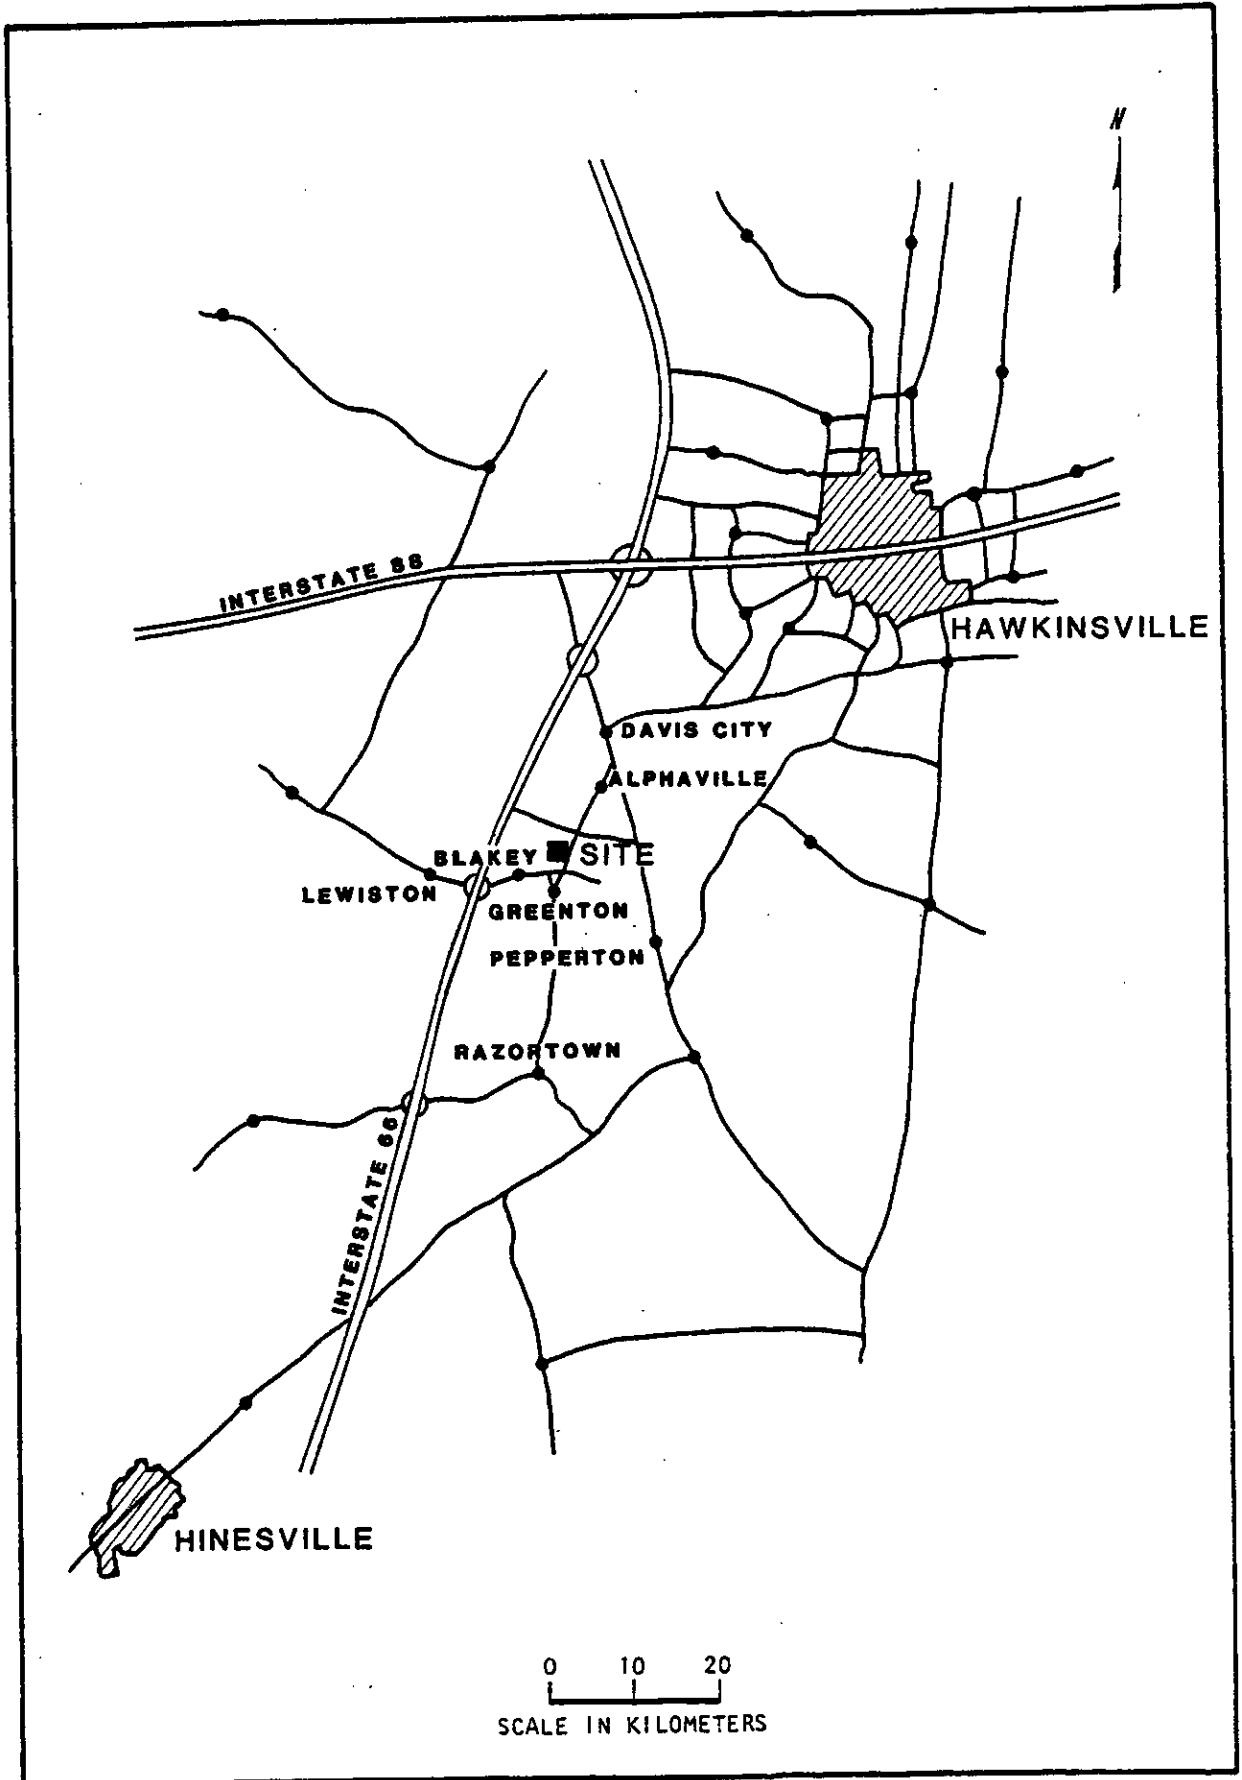 N
INTERSTATE 88
HAWKINSVILLE
DAVIS CITY
ALPHAVILLE
BLAKEY
SITE
LEWISTON
GREENTON
PEPPERTON
RAZORTOWN
INTERSTATE 66
HINESVILLE
0 10 20
SCALE IN KILOMETERS